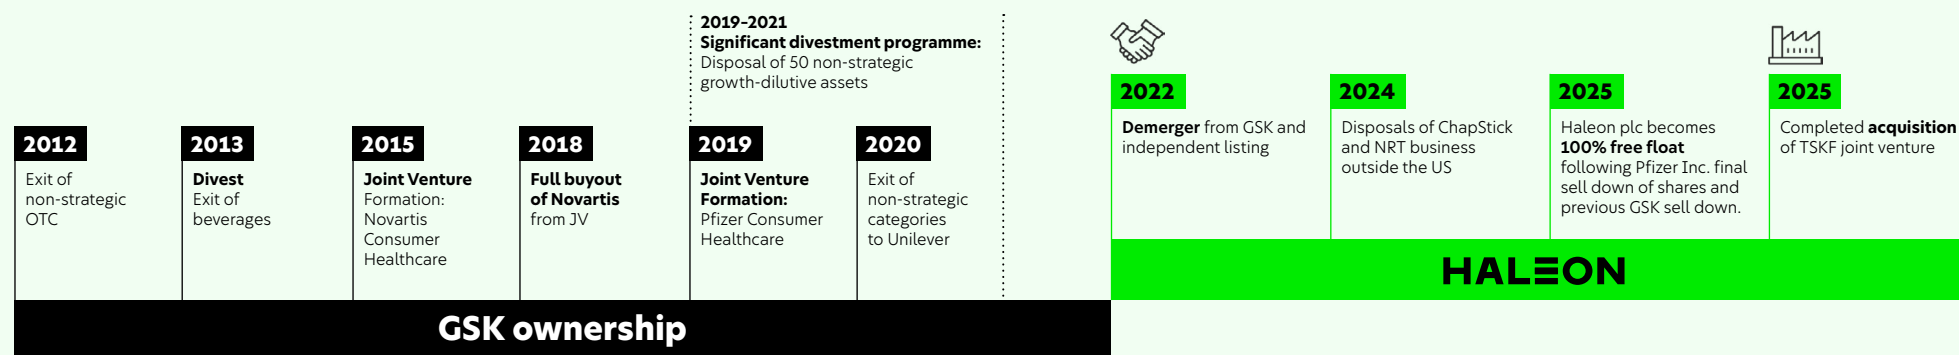 2019-2021
Significant divestment programme:
Disposal of 50 non-strategic
growth-dilutive assets
2012
Exit of
non-strategic
OTC
2013
Divest
Exit of
beverages
2015
Joint Venture
Formation:
Novartis
Consumer
Healthcare
2018
Full buyout
of Novartis
from JV
2019
Joint Venture
Formation:
Pfizer Consumer
Healthcare
2020
Exit of
non-strategic
categories
to Unilever
GSK ownership
2022
Demerger from GSK and
independent listing
2024
Disposals of ChapStick
and NRT business
outside the US
2025
Haleon plc becomes
100% free float
following Pfizer Inc. final
sell down of shares and
previous GSK sell down.
2025
Completed acquisition
of TSKF joint venture
HALEON